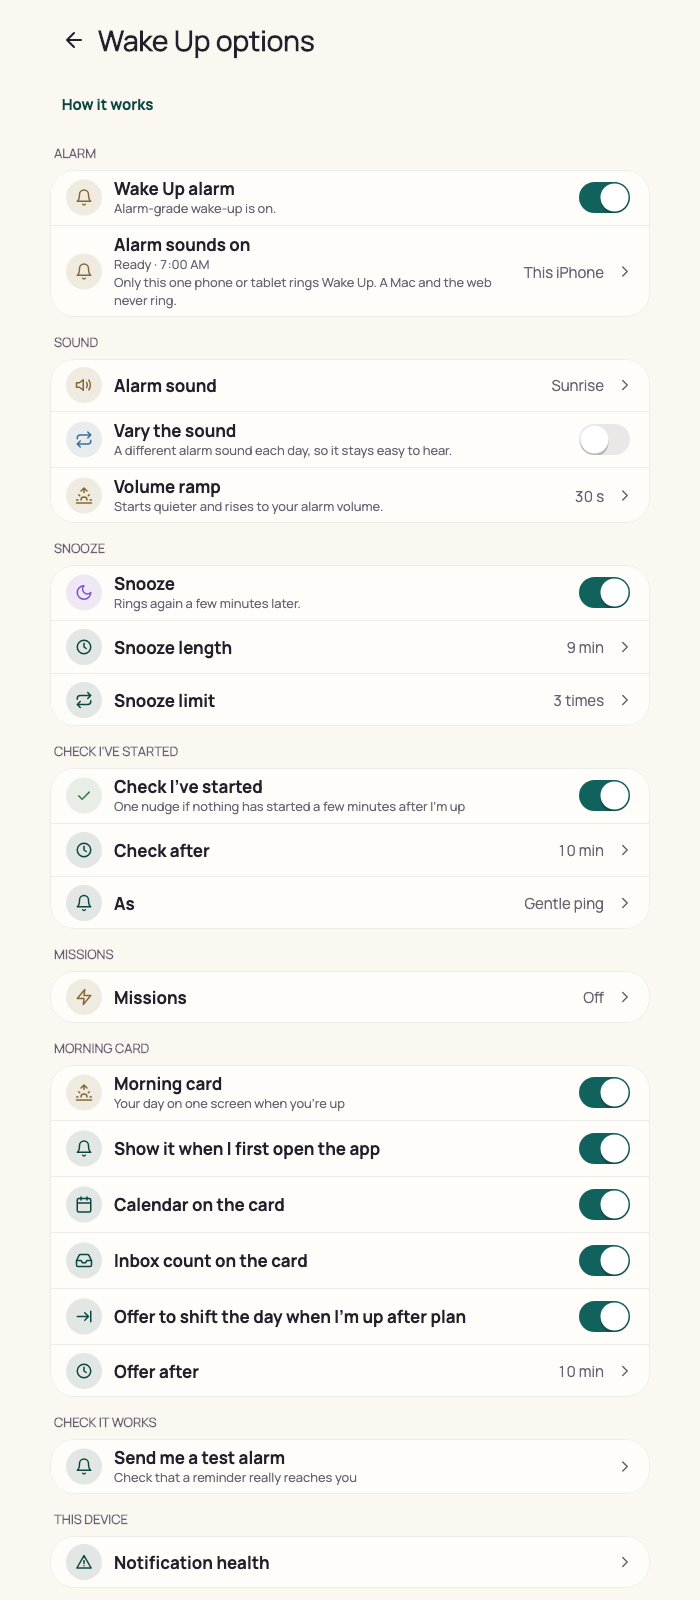 Wake Up options
How it works
ALARM
Wake Up alarm
Alarm-grade wake-up is on.
Alarm sounds on
Ready · 7:00 AM
Only this one phone or tablet rings Wake Up. A Mac and the web
never ring.
This iPhone
SOUND
Alarm sound
Sunrise
Vary the sound
A different alarm sound each day, so it stays easy to hear.
Volume ramp
Starts quieter and rises to your alarm volume.
30 s
SNOOZE
Snooze
Rings again a few minutes later.
Snooze length
9 min
Snooze limit
3 times
CHECK I'VE STARTED
Check I've started
One nudge if nothing has started a few minutes after I'm up
Check after
10 min
As
Gentle ping
MISSIONS
Missions
Off
MORNING CARD
Morning card
Your day on one screen when you're up
Show it when I first open the app
Calendar on the card
Inbox count on the card
Offer to shift the day when I'm up after plan
Offer after
10 min
CHECK IT WORKS
Send me a test alarm
Check that a reminder really reaches you
THIS DEVICE
Notification health